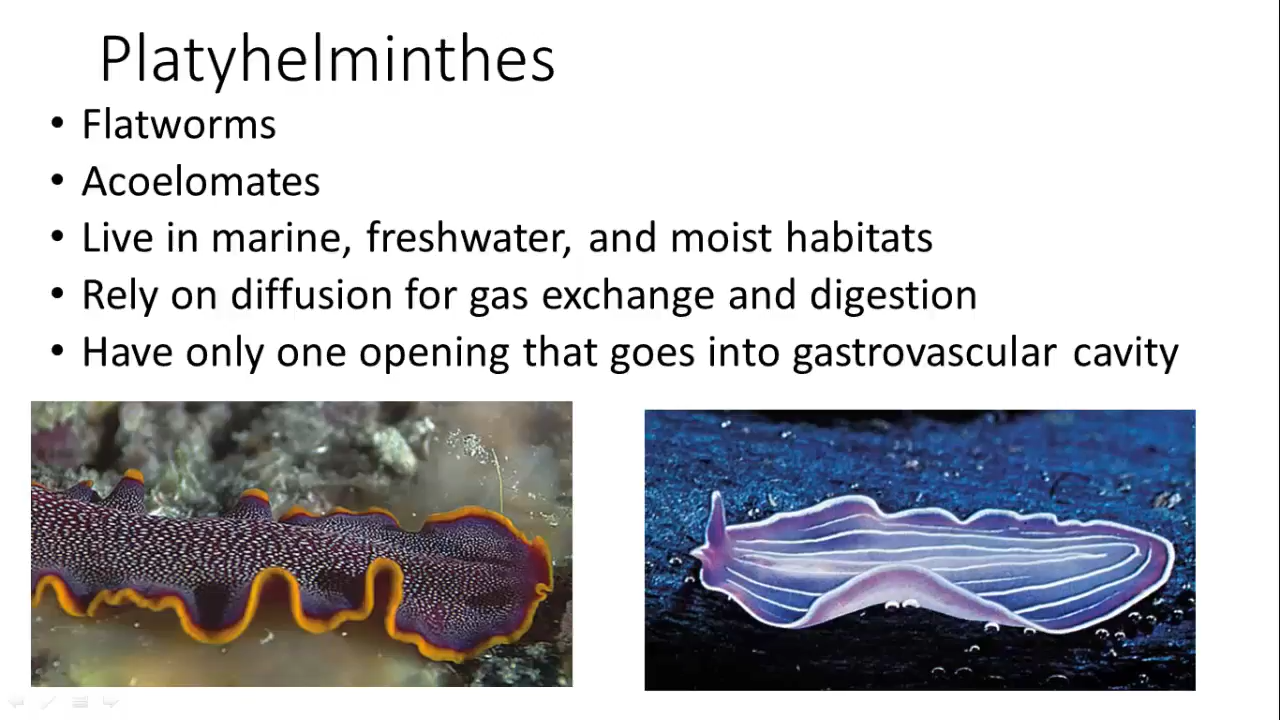 Platyhelminthes
• Flatworms
• Acoelomates
• Live in marine, freshwater, and moist habitats
• Rely on diffusion for gas exchange and digestion
• Have only one opening that goes into gastrovascular cavity